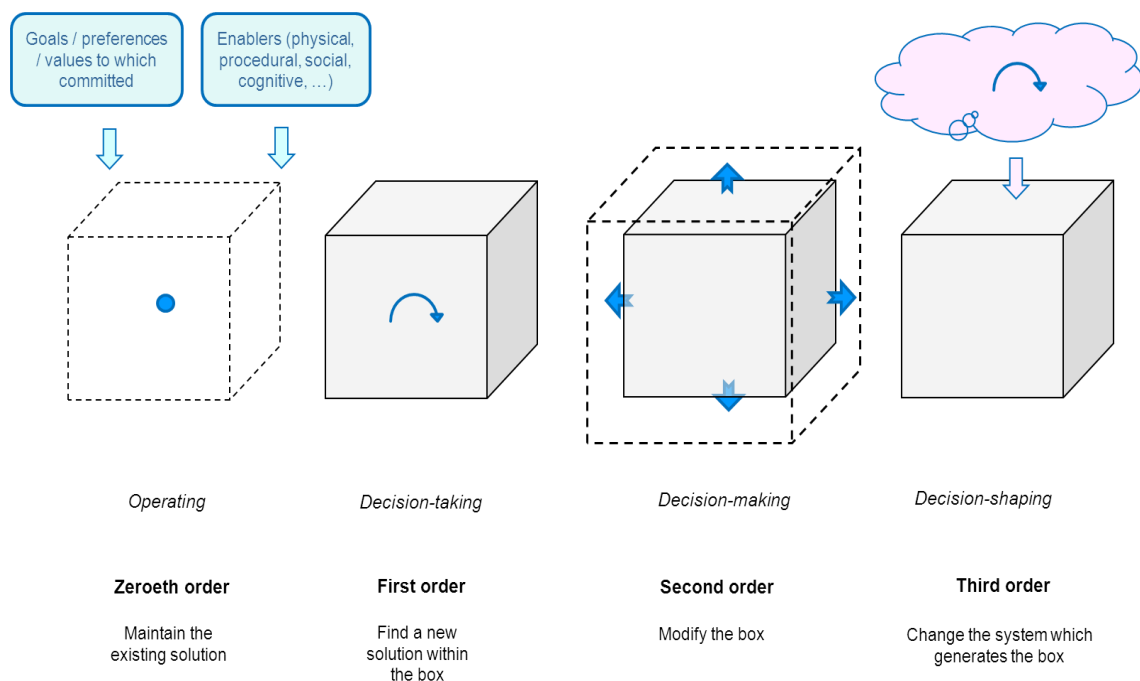 Goals / preferences
/ values to which
committed
Enablers (physical,
procedural, social,
cognitive, …)
Operating
Decision-taking
Decision-making
Decision-shaping
Zeroeth order
First order
Second order
Third order
Maintain the
existing solution
Find a new
solution within
the box
Modify the box
Change the system which
generates the box